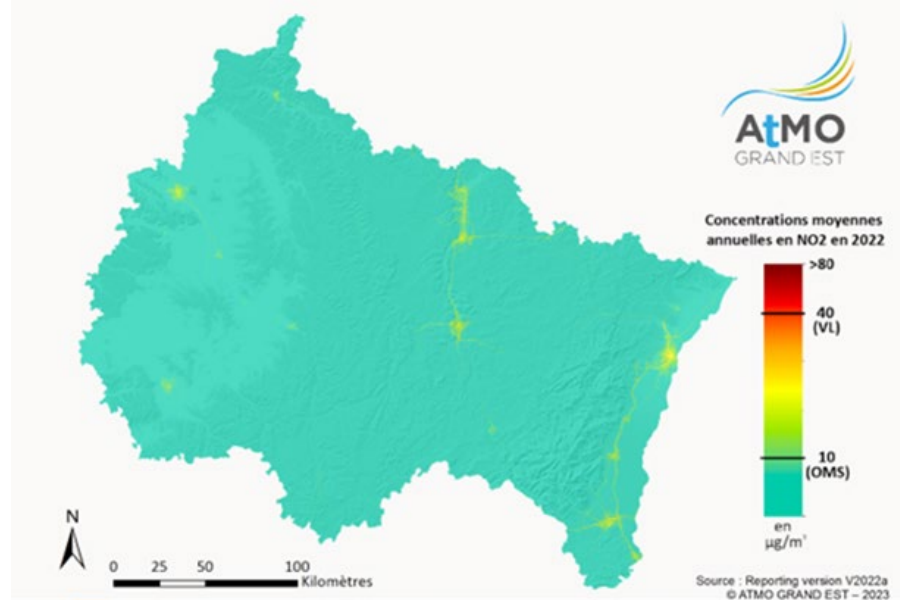 AtMO
GRAND EST
Concentrations moyennes
annuelles en NO2 en 2022
>80
40
(VL)
10
(OMS)
en
µg/m³
N
0 25 50 100
Kilomètres
Source : Reporting version V2022a
© ATMO GRAND EST – 2023